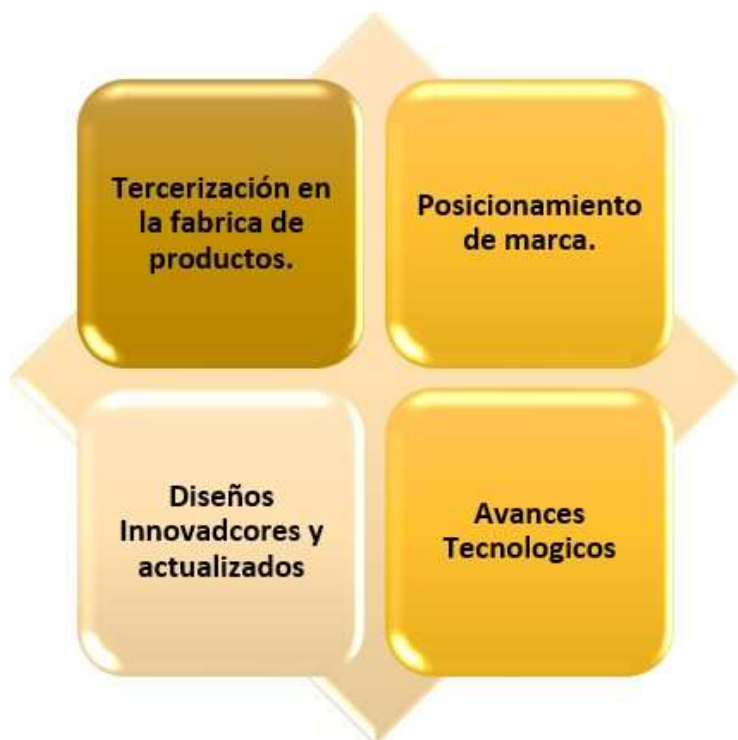 Tercerización en
la fabrica de
productos.
Posicionamiento
de marca.
Diseños
Innovadcores y
actualizados
Avances
Tecnologicos